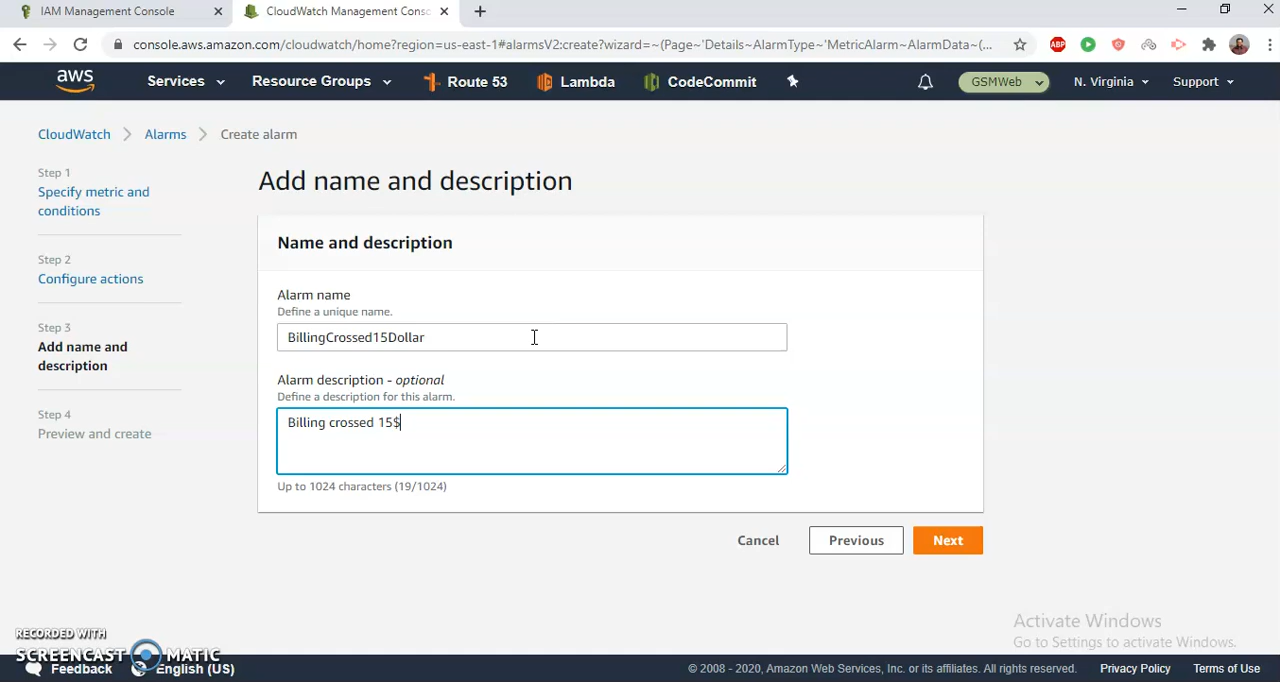 IAM Management Console
CloudWatch Management Conso
console.aws.amazon.com/cloudwatch/home?region=us-east-1#alarmsV2:create?wizard=~(Page~'Details~AlarmType~'MetricAlarm~AlarmData~(...
ABP
aws
Services
Resource Groups
Route 53
Lambda
CodeCommit
GSMWeb
N. Virginia
Support
CloudWatch
Alarms
Create alarm
Step 1
Specify metric and
conditions
Step 2
Configure actions
Step 3
Add name and
description
Step 4
Preview and create
Add name and description
Name and description
Alarm name
Define a unique name.
BillingCrossed15Dollar
Alarm description - optional
Define a description for this alarm.
Billing crossed 15$
Up to 1024 characters (19/1024)
Cancel
Previous
Next
Activate Windows
Go to Settings to activate Windows.
RECORDED WITH
SCREENCAST MATIC
Feedback
English (US)
© 2008 - 2020, Amazon Web Services, Inc. or its affiliates. All rights reserved.
Privacy Policy
Terms of Use